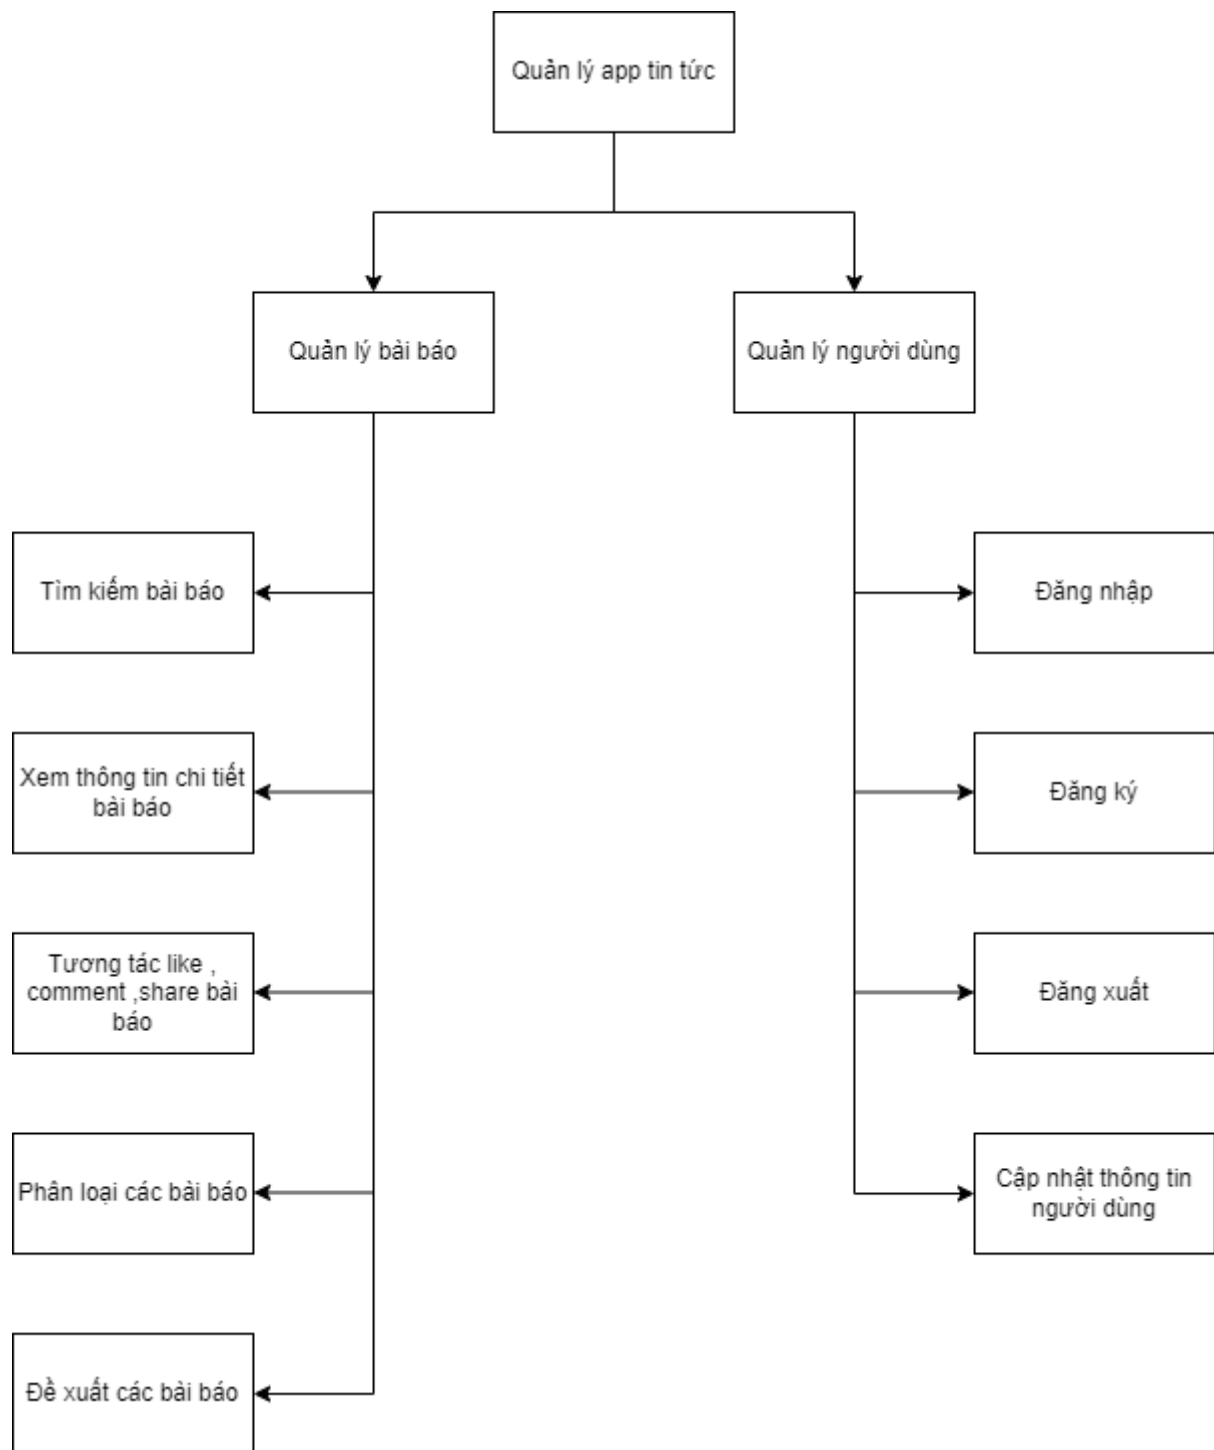 Quản lý app tin tức
Quản lý bài báo
Quản lý người dùng
Tìm kiếm bài báo
Đăng nhập
Xem thông tin chi tiết
bài báo
Đăng ký
Tương tác like ,
comment ,share bài
báo
Đăng xuất
Phân loại các bài báo
Cập nhật thông tin
người dùng
Đề xuất các bài báo